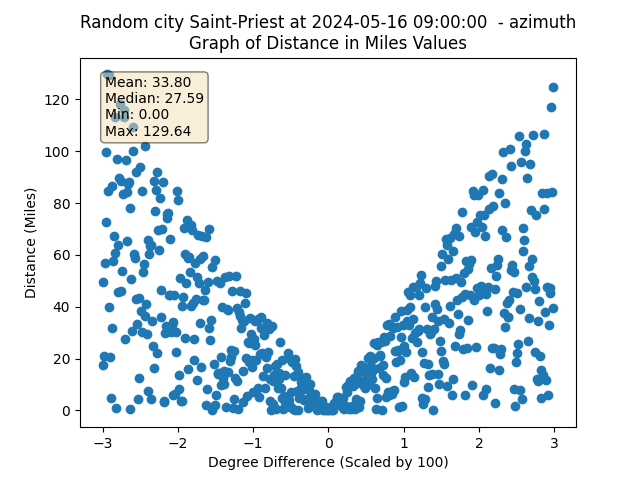 Random city Saint-Priest at 2024-05-16 09:00:00 - azimuth
Graph of Distance in Miles Values
Mean: 33.80
Median: 27.59
Min: 0.00
Max: 129.64
Distance (Miles)
120
100
80
60
40
20
0
−3
−2
−1
0
1
2
3
Degree Difference (Scaled by 100)